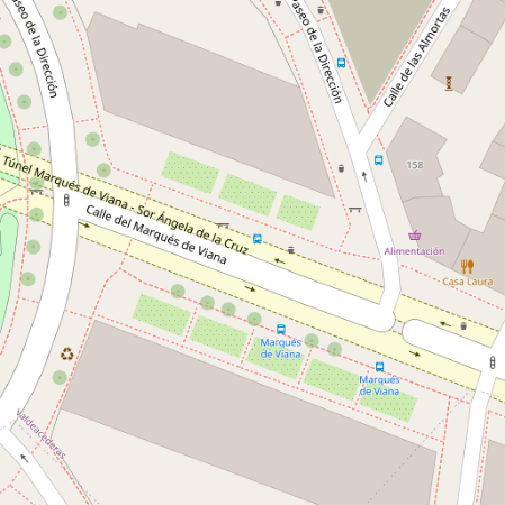 Paseo de la Dirección
Paseo de la Dirección
Calle de las Almortas
158
Túnel Marqués de Viana - Sor Ángela de la Cruz
Calle del Marqués de Viana
Alimentación
Casa Laura
Marqués
de Viana
Marqués
de Viana
Valdeacederas